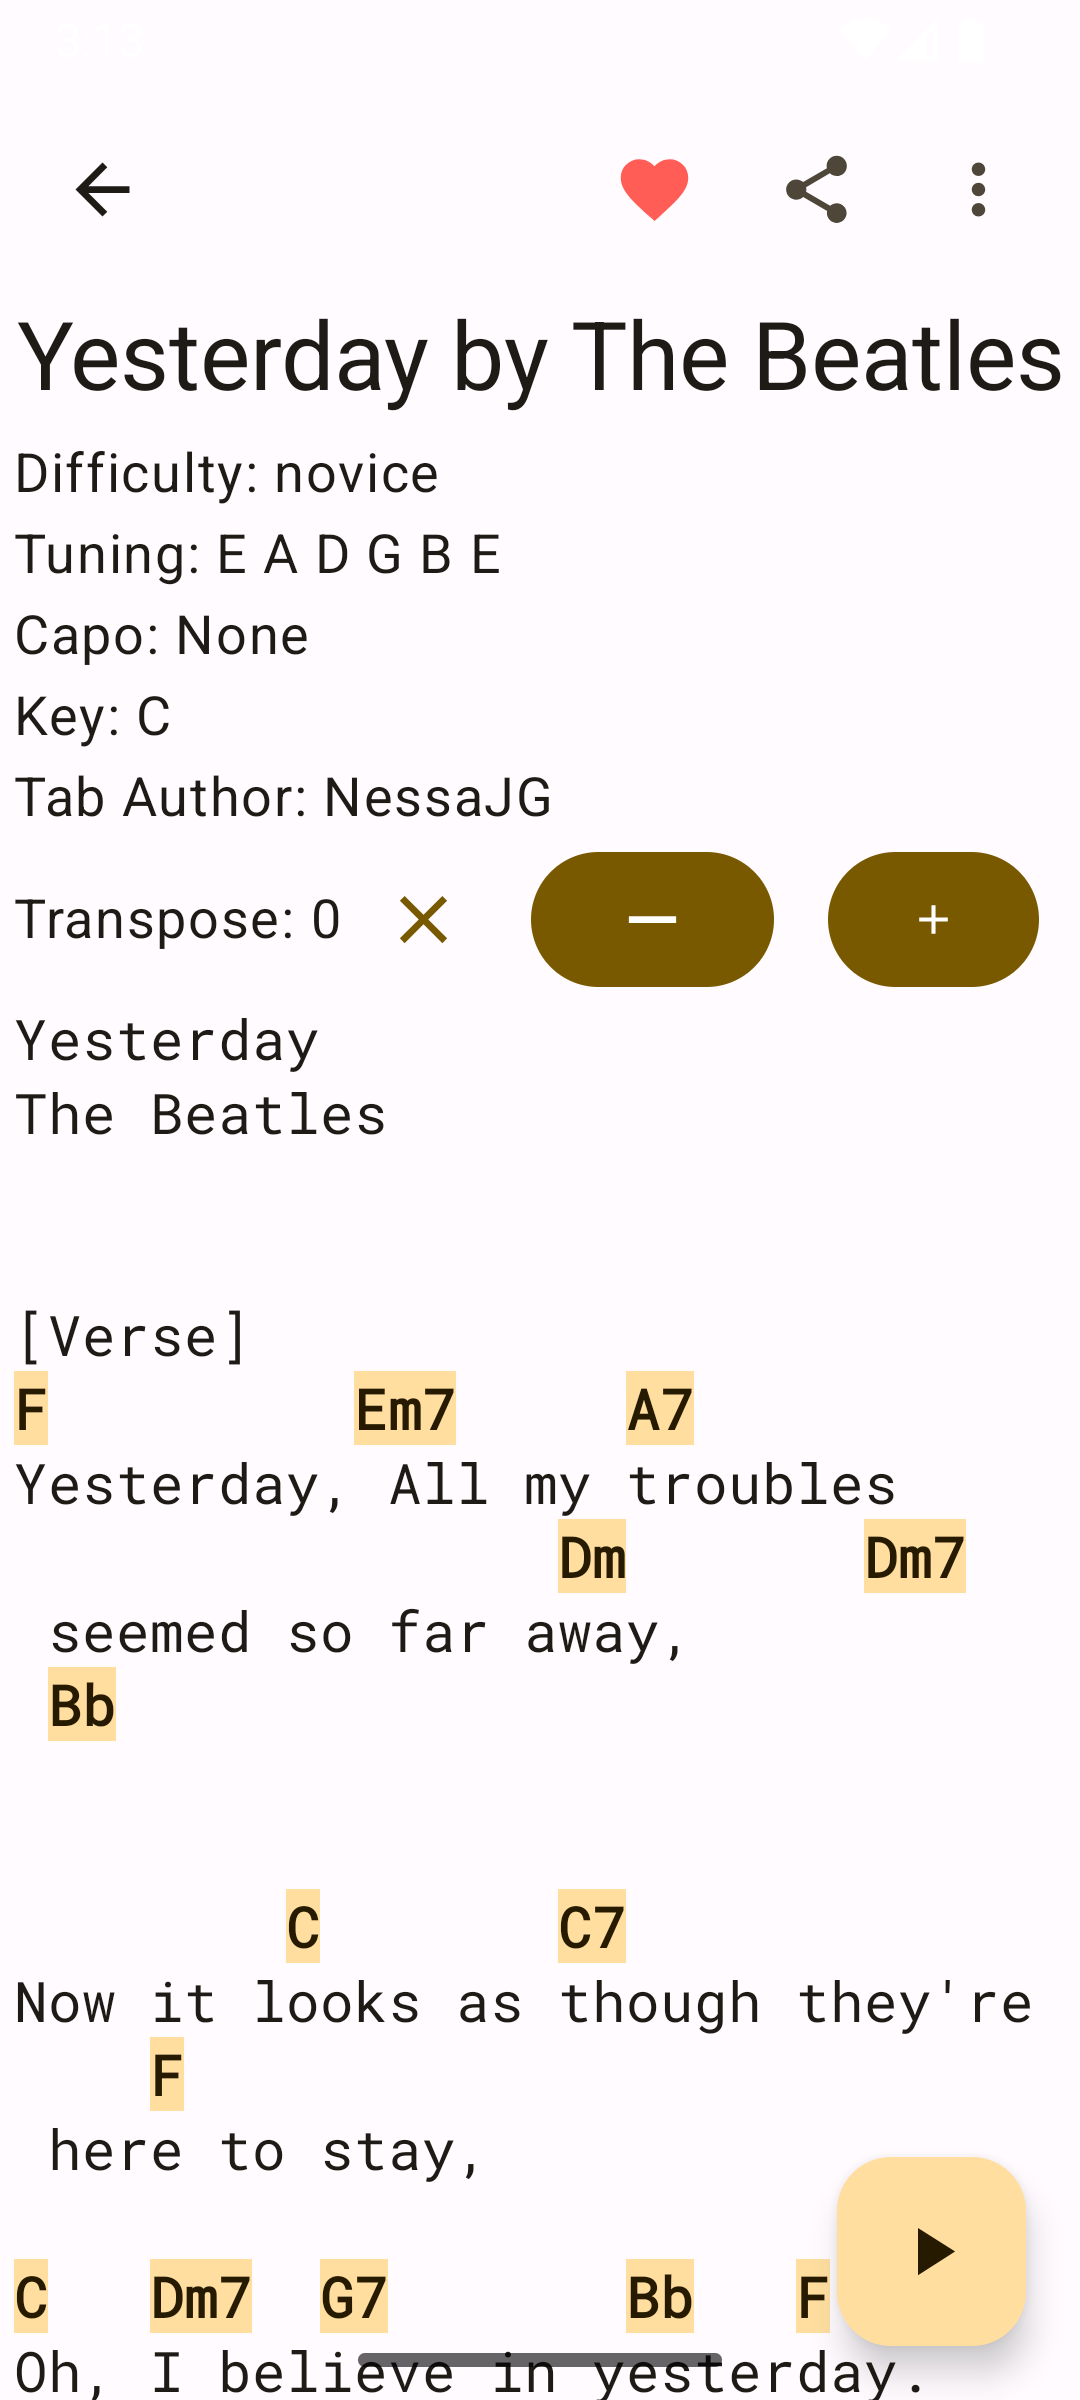 Yesterday by The Beatles
Difficulty: novice
Tuning: E A D G B E
Capo: None
Key: C
Tab Author: NessaJG
Transpose: 0
Yesterday
The Beatles
[Verse]
F Em7 A7
Yesterday, All my troubles
Dm Dm7
seemed so far away,
Bb
C C7
Now it looks as though they're
F
here to stay,
C Dm7 G7 Bb F
Oh, I believe in yesterday.